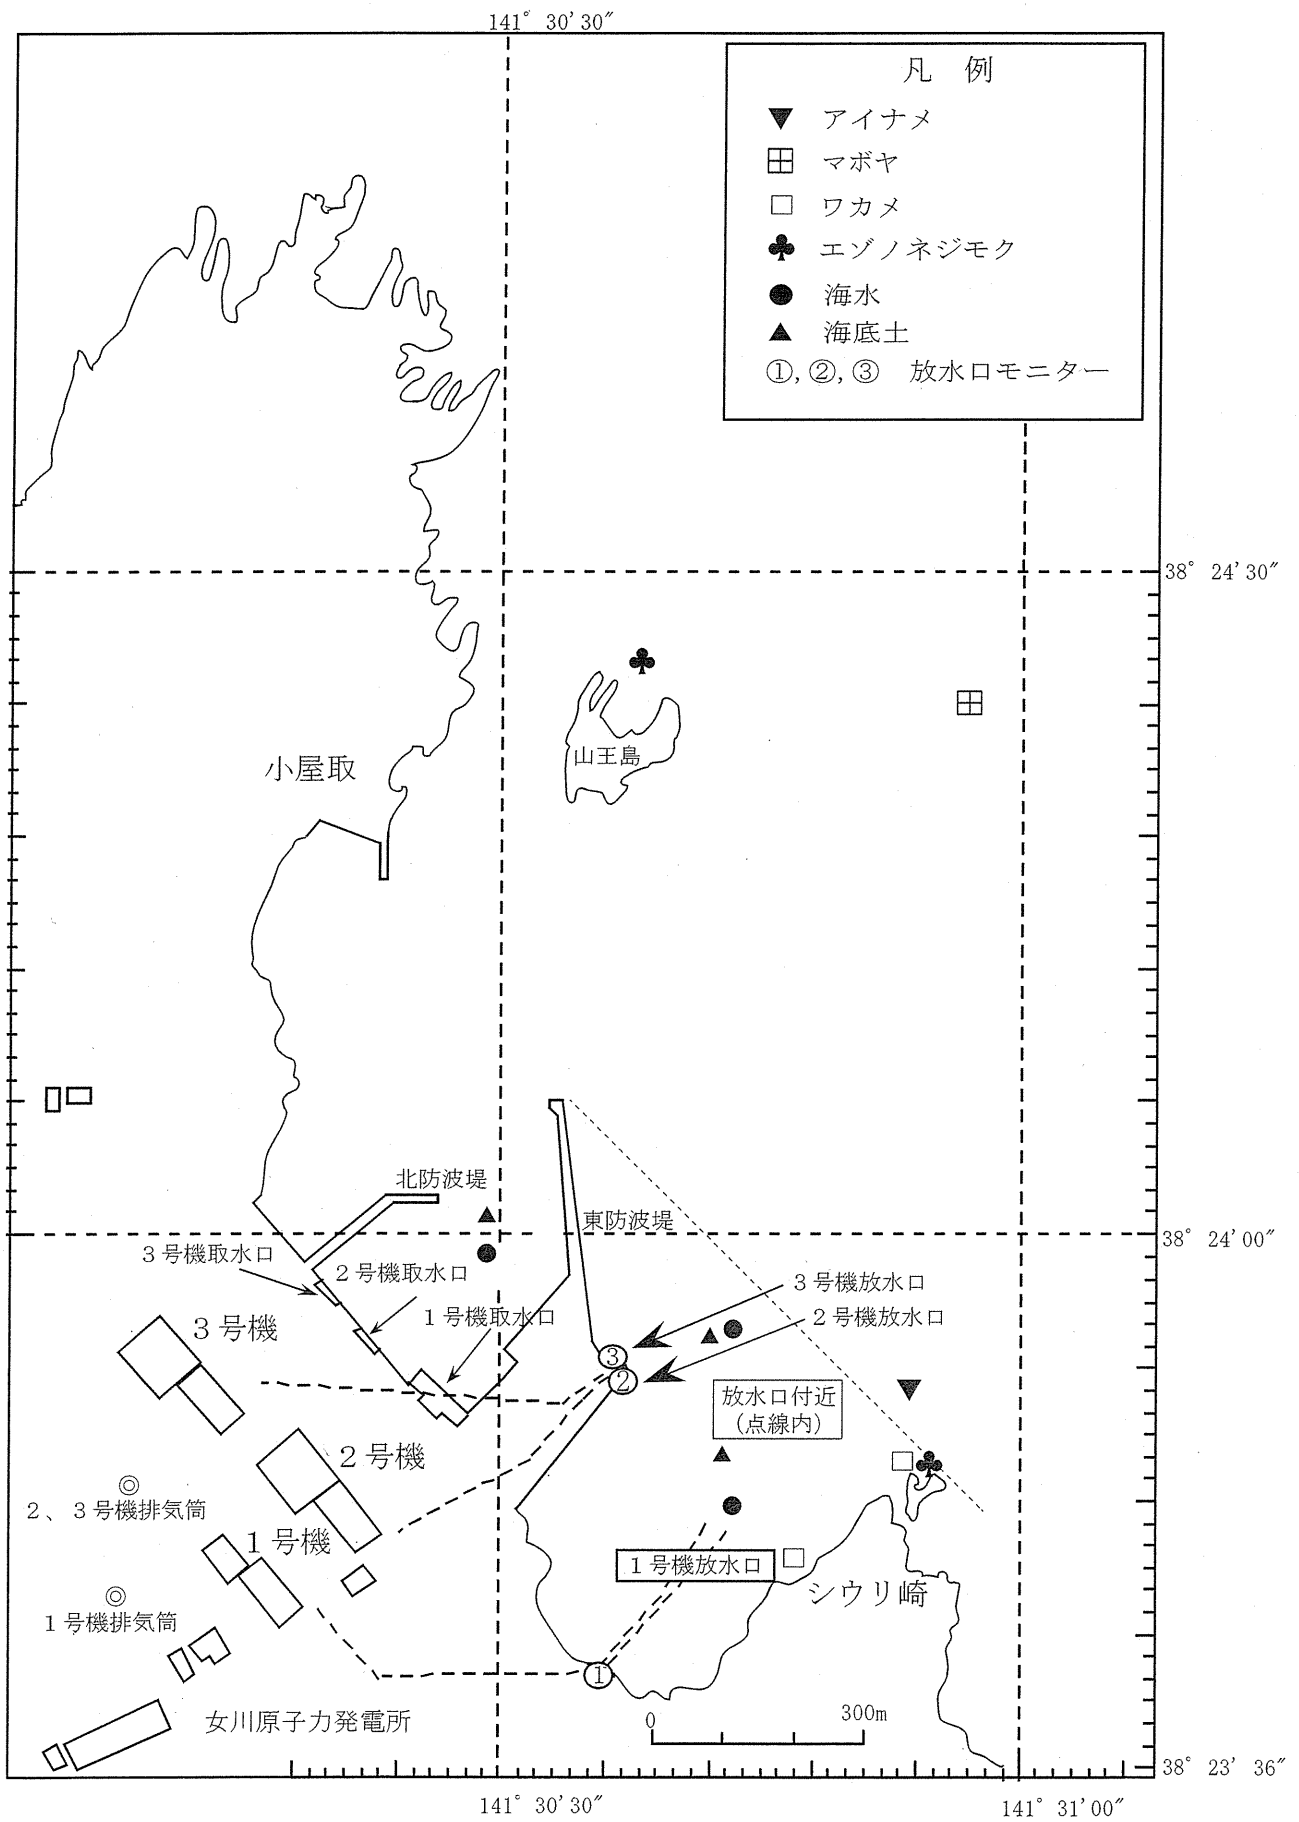 141° 30′30″
凡 例
アイナメ
マボヤ
ワカメ
エゾノネジモク
海水
海底土
①,②,③ 放水口モニター
38° 24′30″
山王島
小屋取
北防波堤
東防波堤
38° 24′00″
3号機取水口
2号機取水口
1号機取水口
3号機放水口
2号機放水口
3号機
③
②
放水口付近
(点線内)
2号機
2、3号機排気筒
1号機
1号機放水口
シウリ崎
1号機排気筒
①
女川原子力発電所
0
300m
38° 23′36″
141° 30′30″
141° 31′00″